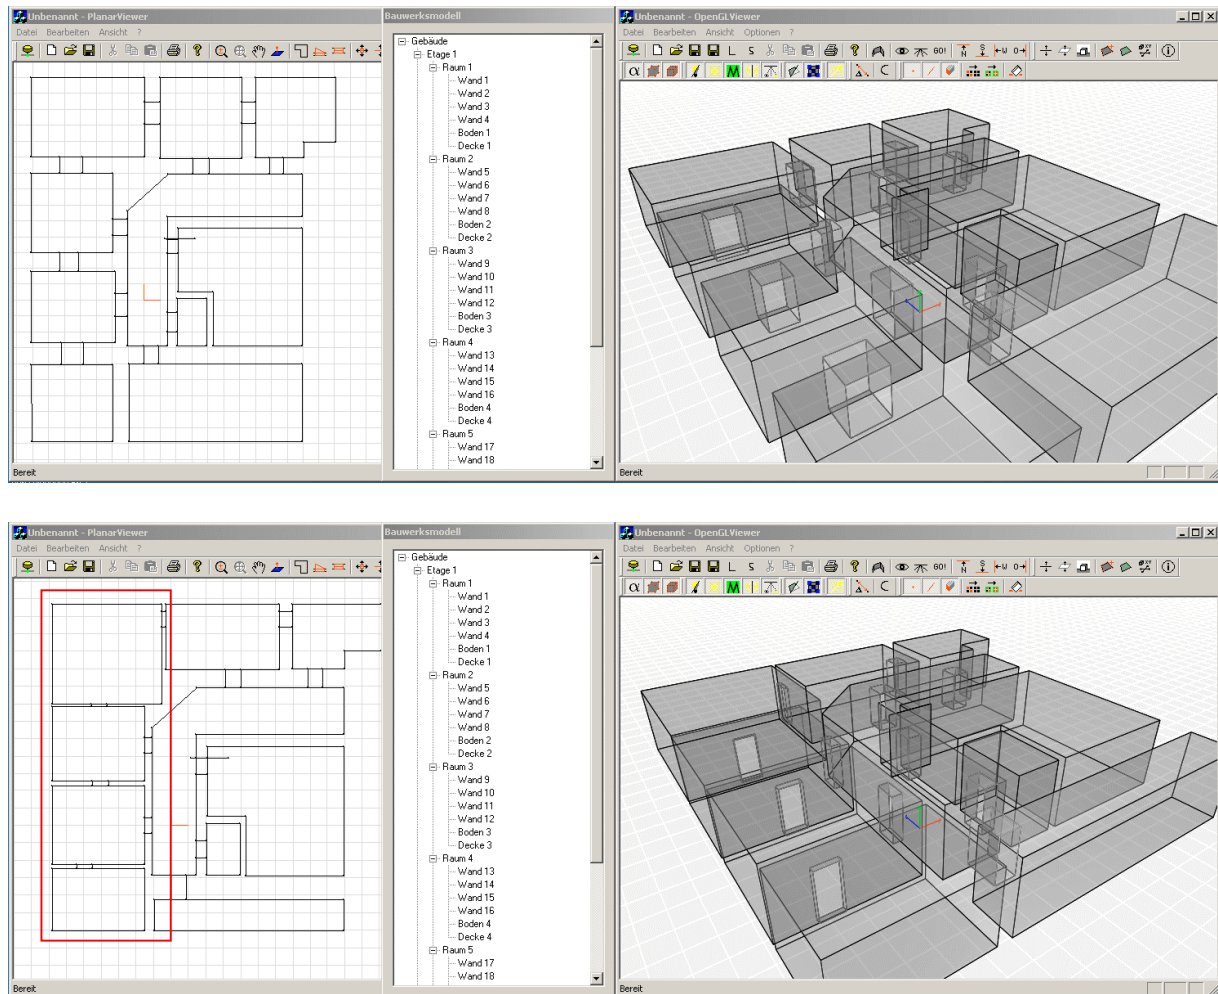 Unbenannt - PlanarViewer
Datei Bearbeiten Ansicht ?
Bereit
Bauwerksmodell
Gebäude
Etage 1
Raum 1
Wand 1
Wand 2
Wand 3
Wand 4
Boden 1
Decke 1
Raum 2
Wand 5
Wand 6
Wand 7
Wand 8
Boden 2
Decke 2
Raum 3
Wand 9
Wand 10
Wand 11
Wand 12
Boden 3
Decke 3
Raum 4
Wand 13
Wand 14
Wand 15
Wand 16
Boden 4
Decke 4
Raum 5
Wand 17
Wand 18
Unbenannt - OpenGLViewer
Datei Bearbeiten Ansicht Optionen ?
L S GO! N S W O
α M C
Bereit
Unbenannt - PlanarViewer
Datei Bearbeiten Ansicht ?
Bereit
Bauwerksmodell
Gebäude
Etage 1
Raum 1
Wand 1
Wand 2
Wand 3
Wand 4
Boden 1
Decke 1
Raum 2
Wand 5
Wand 6
Wand 7
Wand 8
Boden 2
Decke 2
Raum 3
Wand 9
Wand 10
Wand 11
Wand 12
Boden 3
Decke 3
Raum 4
Wand 13
Wand 14
Wand 15
Wand 16
Boden 4
Decke 4
Raum 5
Wand 17
Wand 18
Unbenannt - OpenGLViewer
Datei Bearbeiten Ansicht Optionen ?
L S GO! N S W O
α M C
Bereit